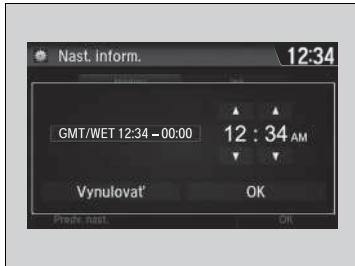 Nast. inform. 12:34
GMT/WET 12:34 – 00:00
12 : 34 AM
Vynulovať OK
Predv. nast. OK